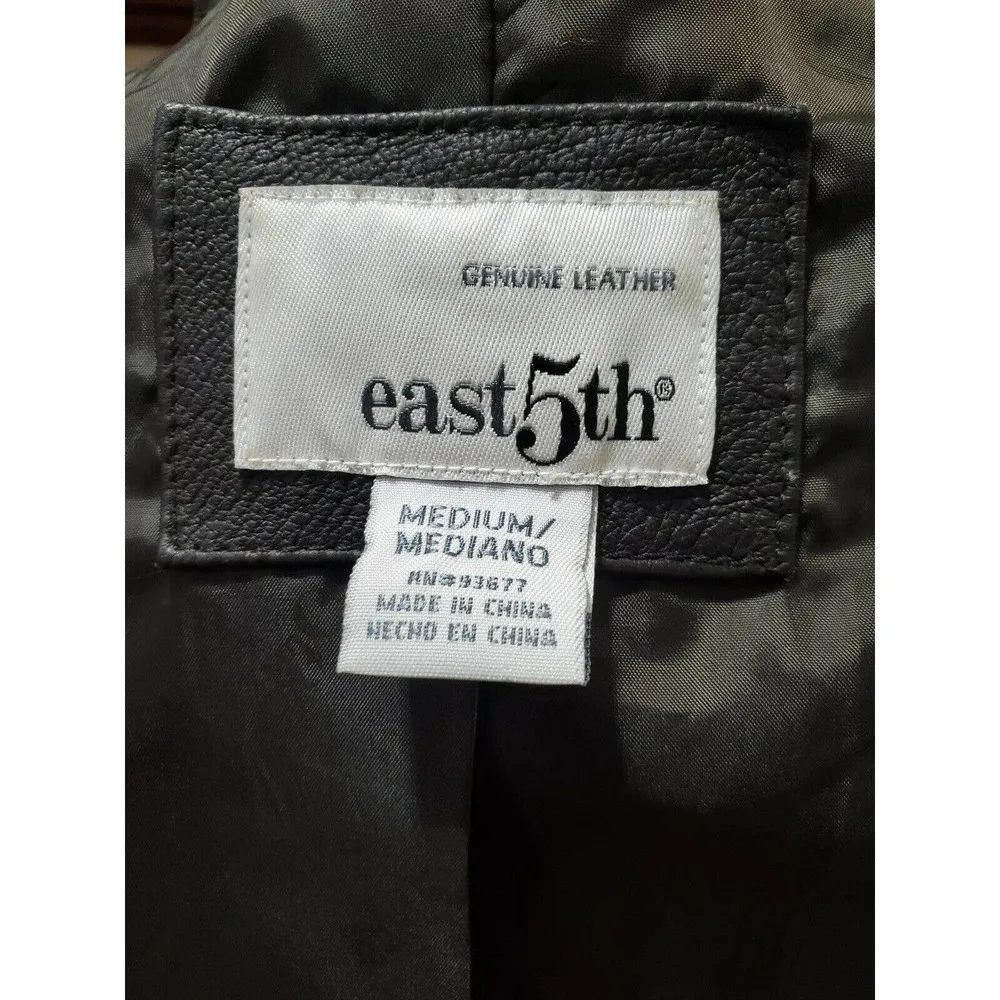 GENUINE LEATHER
east5th®
MEDIUM/
MEDIANO
RN#93677
MADE IN CHINA
HECHO EN CHINA